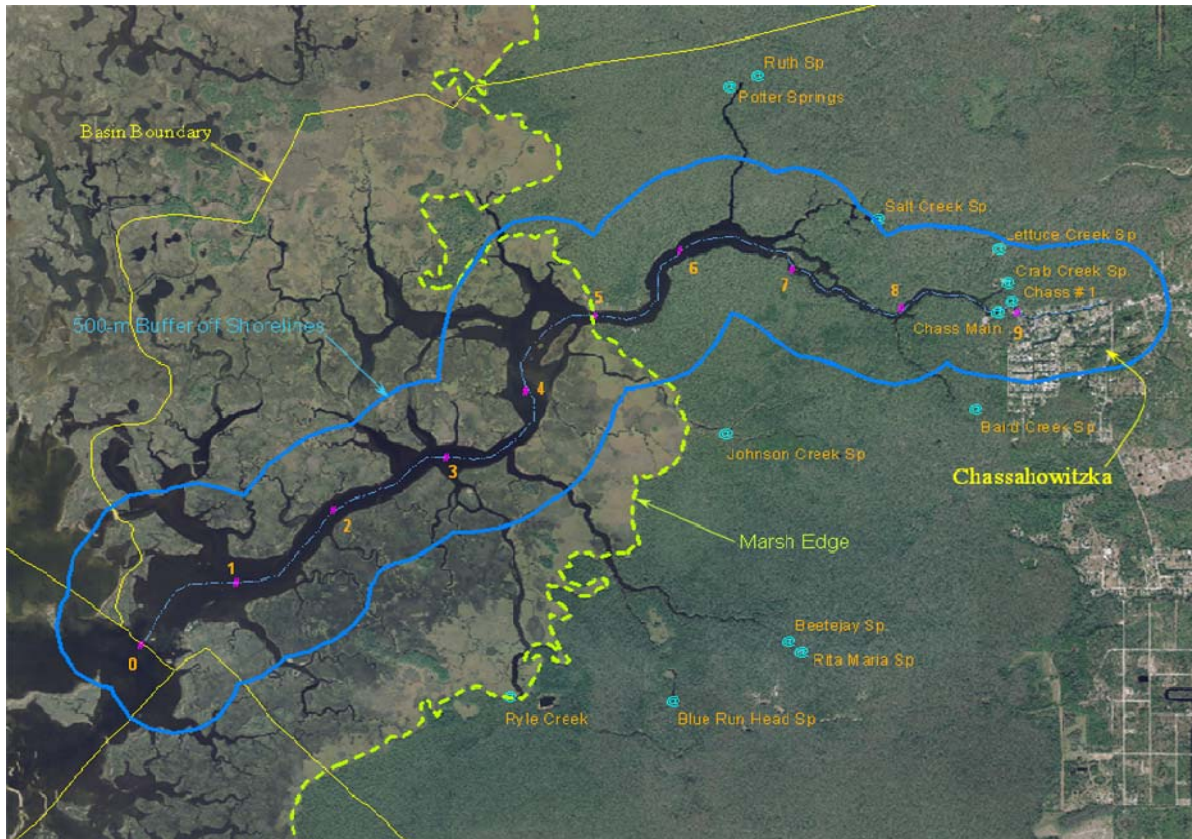 Ruth Sp
Potter Springs
Basin Boundary
Salt Creek Sp.
Lettuce Creek Sp
6
Crab Creek Sp.
7
Chass #1
8
5
500-m Buffer off Shorelines
Chass Main
9
4
Baird Creek Sp.
Johnson Creek Sp
3
Chassahowitzka
2
Marsh Edge
1
Beetejay Sp.
0
Rita Maria Sp
Ryle Creek
Blue Run Head Sp